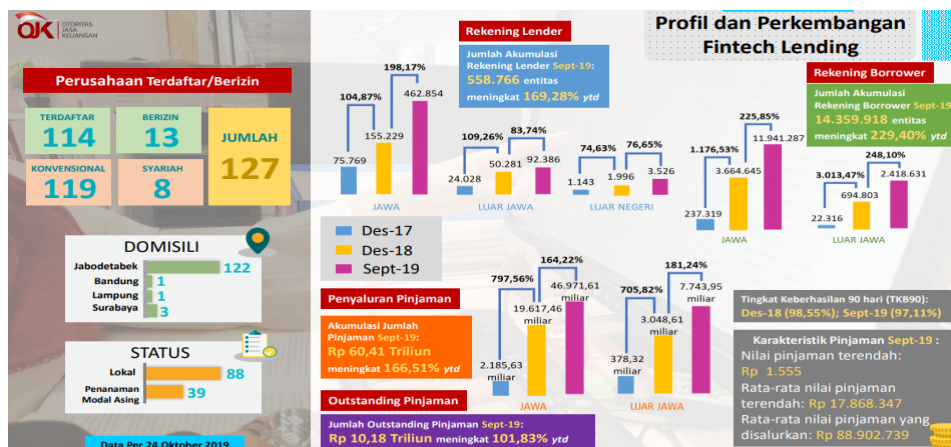 OJK
OTORITAS
JASA
KEUANGAN
Profil dan Perkembangan
Fintech Lending
Perusahaan Terdaftar/Berizin
TERDAFTAR
114
BERIZIN
13
KONVENSIONAL
119
SYARIAH
8
JUMLAH
127
DOMISILI
Jabodetabek 122
Bandung 1
Lampung 1
Surabaya 3
STATUS
Lokal 88
Penanaman
Modal Asing 39
Data Per 24 Oktober 2019
Rekening Lender
Jumlah Akumulasi
Rekening Lender Sept-19:
558.766 entitas
meningkat 169,28% ytd
104,87%
198,17%
75.769
155.229
462.854
JAWA
109,26%
83,74%
24.028
50.281
92.386
LUAR JAWA
74,63%
76,65%
1.143
1.996
3.526
LUAR NEGERI
Rekening Borrower
Jumlah Akumulasi
Rekening Borrower Sept-19
14.359.918 entitas
meningkat 229,40% ytd
1.176,53%
225,85%
237.319
3.664.645
11.941.287
JAWA
3.013,47%
248,10%
22.316
694.803
2.418.631
LUAR JAWA
Des-17
Des-18
Sept-19
Penyaluran Pinjaman
Akumulasi Jumlah
Pinjaman Sept-19:
Rp 60,41 Triliun
meningkat 166,51% ytd
797,56%
164,22%
2.185,63
miliar
19.617,46
miliar
46.971,61
miliar
JAWA
705,82%
181,24%
378,32
miliar
3.048,61
miliar
7.743,95
miliar
LUAR JAWA
Outstanding Pinjaman
Jumlah Outstanding Pinjaman Sept-19:
Rp 10,18 Triliun meningkat 101,83% ytd
Tingkat Keberhasilan 90 hari (TKB90):
Des-18 (98,55%); Sept-19 (97,11%)
Karakteristik Pinjaman Sept-19 :
Nilai pinjaman terendah:
Rp 1.555
Rata-rata nilai pinjaman
terendah: Rp 17.868.347
Rata-rata nilai pinjaman yang
disalurkan: Rp 88.902.739